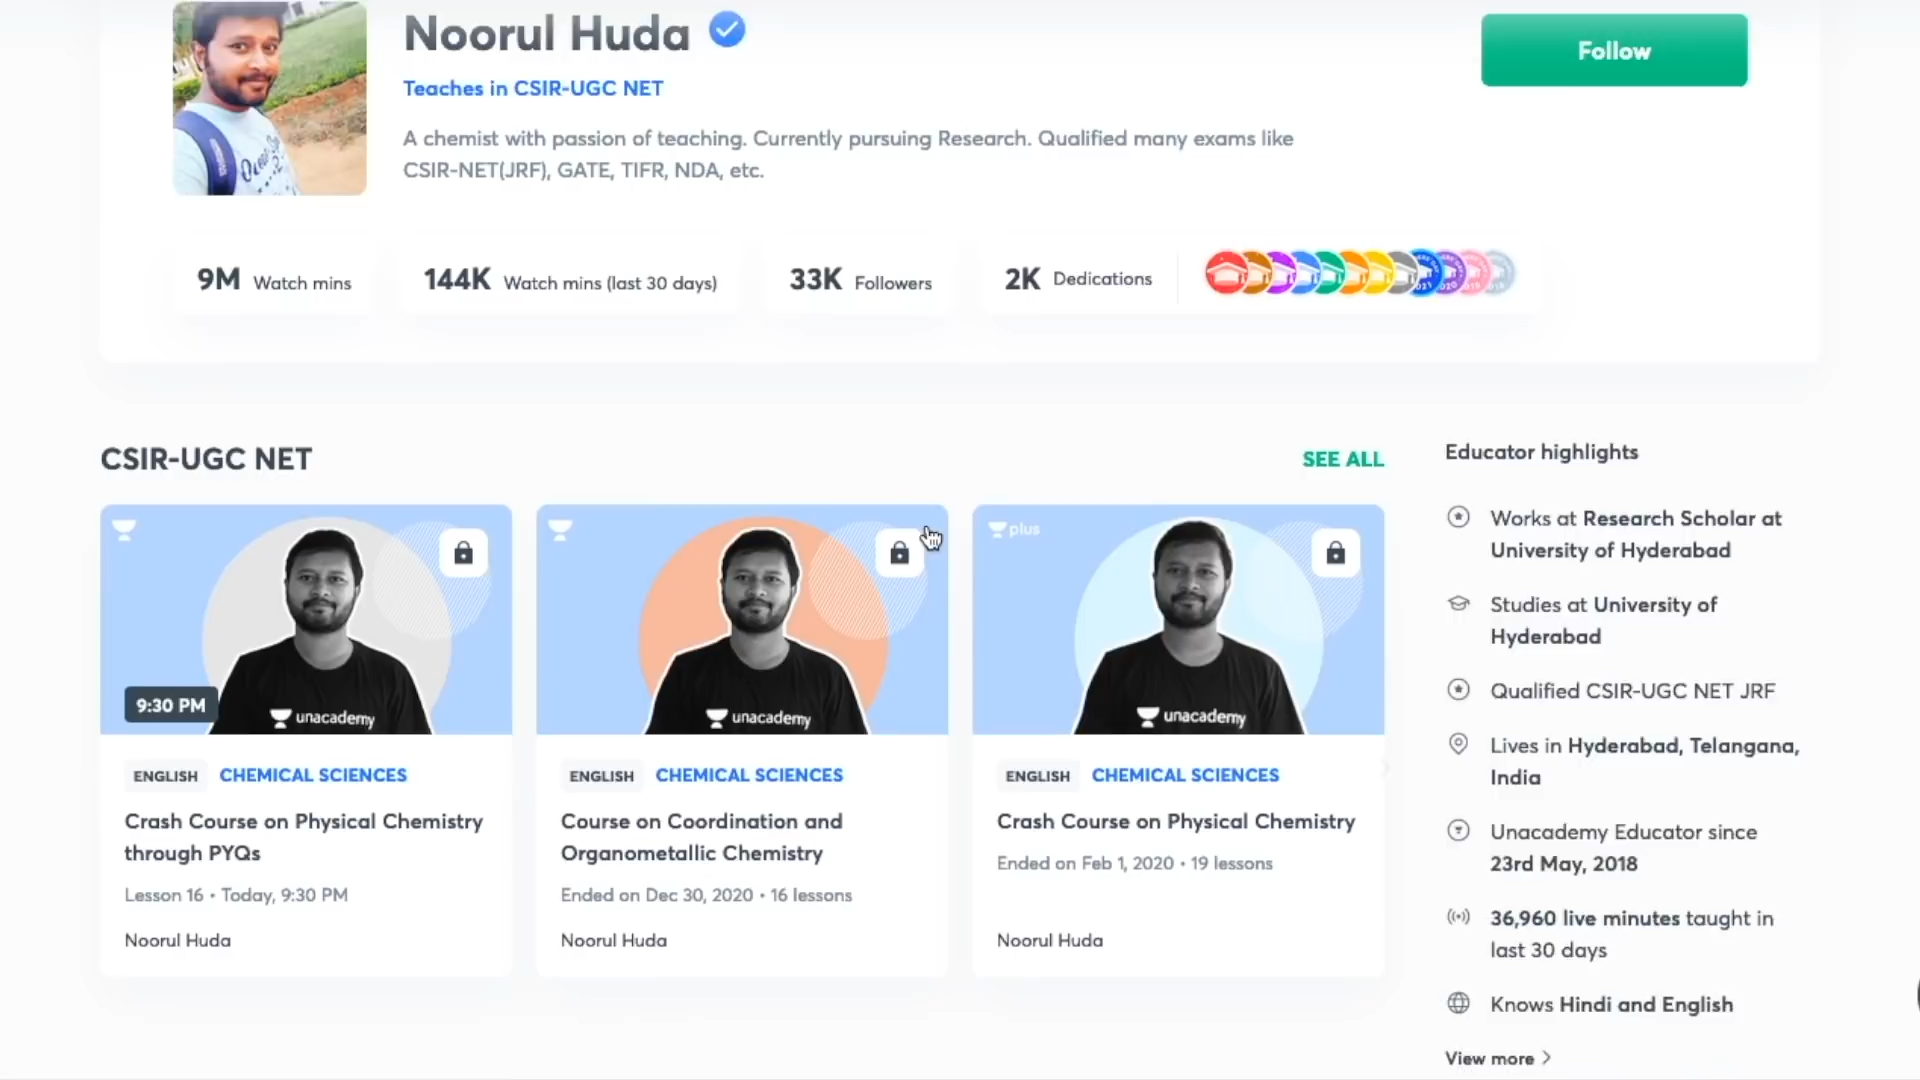 Noorul Huda
Follow
Teaches in CSIR-UGC NET
A chemist with passion of teaching. Currently pursuing Research. Qualified many exams like
CSIR-NET(JRF), GATE, TIFR, NDA, etc.
9M Watch mins
144K Watch mins (last 30 days)
33K Followers
2K Dedications
CSIR-UGC NET
SEE ALL
9:30 PM
unacademy
ENGLISH CHEMICAL SCIENCES
Crash Course on Physical Chemistry
through PYQs
Lesson 16 • Today, 9:30 PM
Noorul Huda
unacademy
ENGLISH CHEMICAL SCIENCES
Course on Coordination and
Organometallic Chemistry
Ended on Dec 30, 2020 • 16 lessons
Noorul Huda
plus
unacademy
ENGLISH CHEMICAL SCIENCES
Crash Course on Physical Chemistry
Ended on Feb 1, 2020 • 19 lessons
Noorul Huda
Educator highlights
Works at Research Scholar at
University of Hyderabad
Studies at University of
Hyderabad
Qualified CSIR-UGC NET JRF
Lives in Hyderabad, Telangana,
India
Unacademy Educator since
23rd May, 2018
36,960 live minutes taught in
last 30 days
Knows Hindi and English
View more